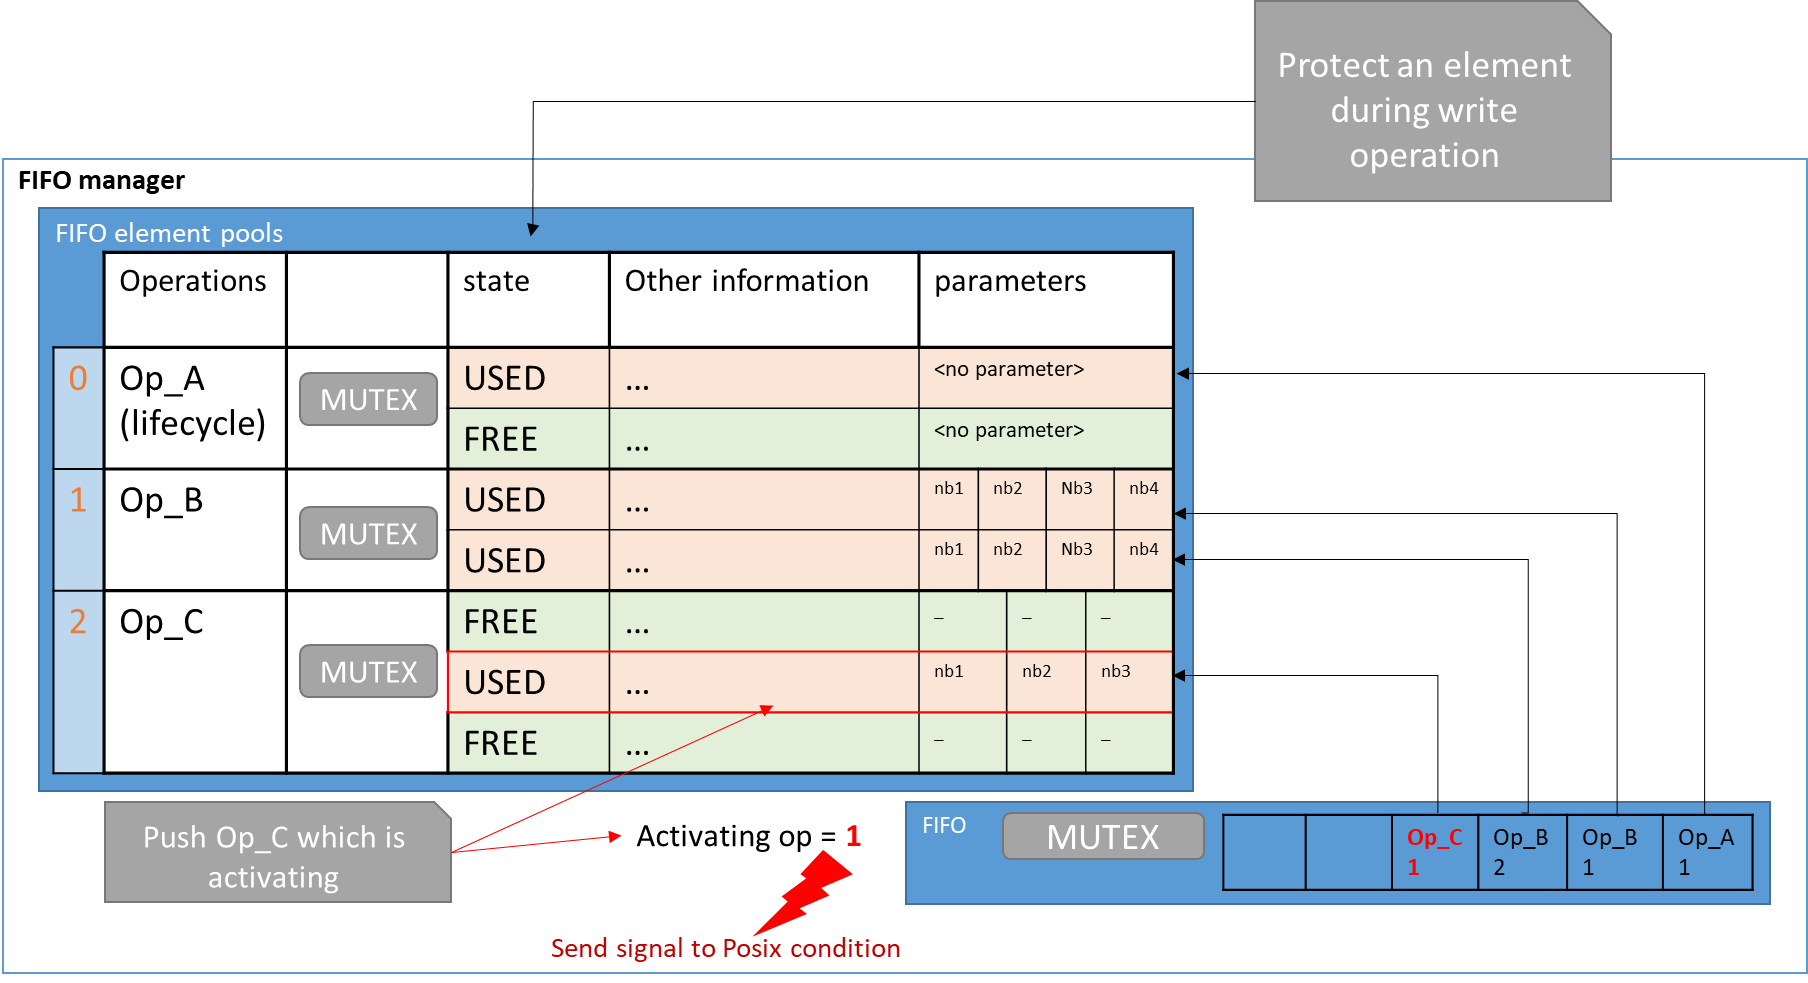 Protect an element
during write
operation
FIFO manager
FIFO element pools
Operations
state
Other information
parameters
0
Op_A
(lifecycle)
MUTEX
USED
...
<no parameter>
FREE
...
<no parameter>
1
Op_B
MUTEX
USED
...
nb1
nb2
Nb3
nb4
USED
...
nb1
nb2
Nb3
nb4
2
Op_C
MUTEX
FREE
...
–
–
–
USED
...
nb1
nb2
nb3
FREE
...
–
–
–
Push Op_C which is
activating
Activating op = 1
Send signal to Posix condition
FIFO
MUTEX
Op_C
1
Op_B
2
Op_B
1
Op_A
1